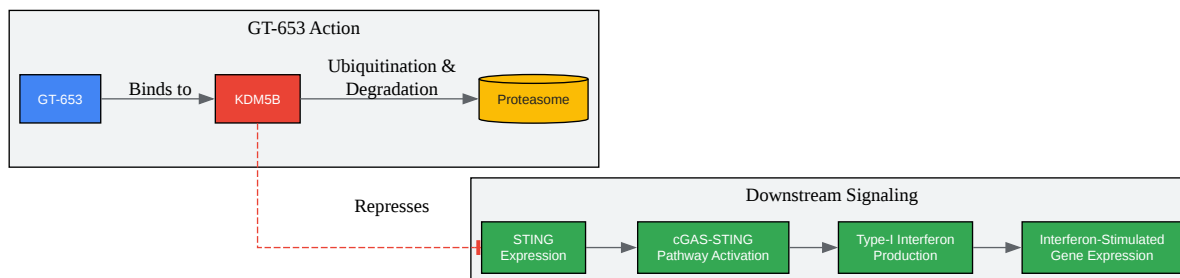 GT-653 Action
GT-653
Binds to
KDM5B
Ubiquitination &
Degradation
Proteasome
Represses
Downstream Signaling
STING
Expression
cGAS-STING
Pathway Activation
Type-I Interferon
Production
Interferon-Stimulated
Gene Expression